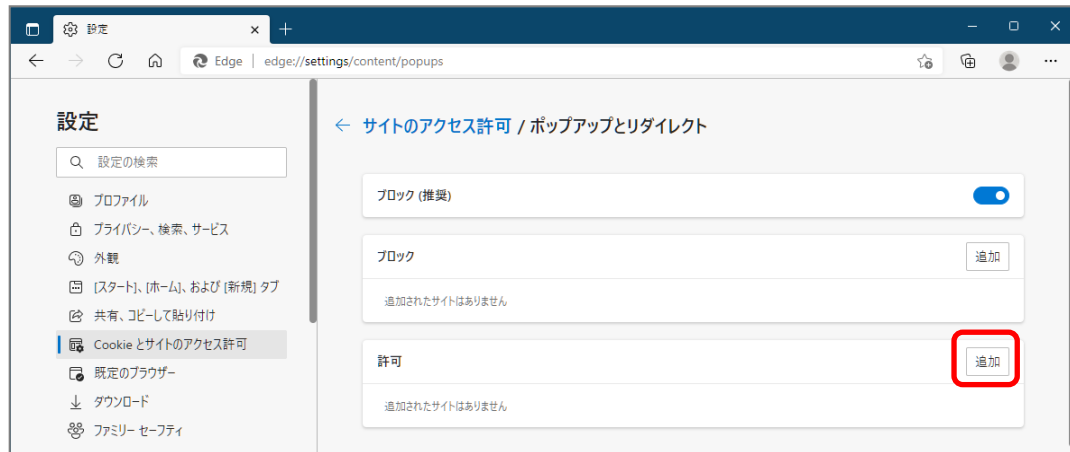 設定
Edge | edge://settings/content/popups
設定
設定の検索
プロファイル
プライバシー、検索、サービス
外観
[スタート]、[ホーム]、および [新規] タブ
共有、コピーして貼り付け
Cookie とサイトのアクセス許可
既定のブラウザー
ダウンロード
ファミリー セーフティ
サイトのアクセス許可 / ポップアップとリダイレクト
ブロック (推奨)
ブロック
追加
追加されたサイトはありません
許可
追加
追加されたサイトはありません